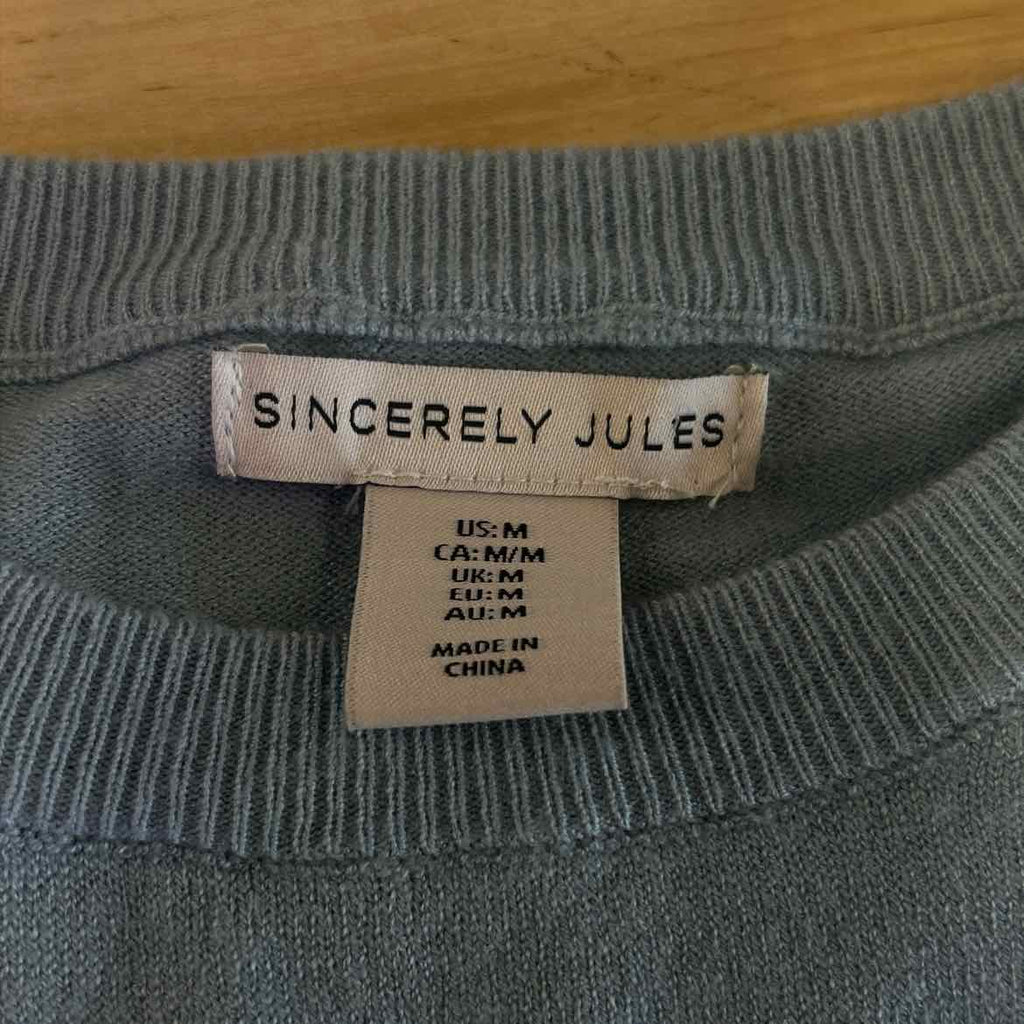 SINCERELY JULES
US: M
CA: M/M
UK: M
EU: M
AU: M
MADE IN
CHINA